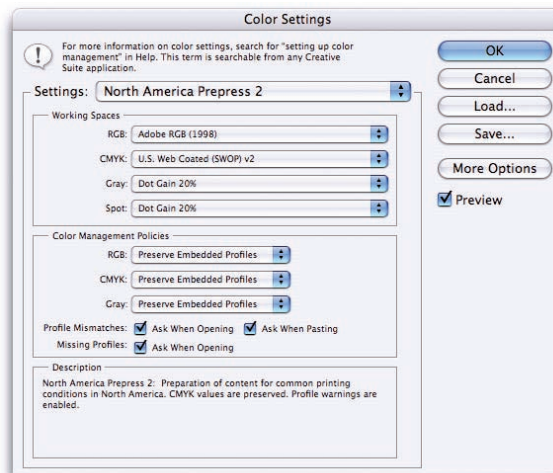 Color Settings
For more information on color settings, search for "setting up color
management" in Help. This term is searchable from any Creative
Suite application.
Settings: North America Prepress 2
Working Spaces
RGB: Adobe RGB (1998)
CMYK: U.S. Web Coated (SWOP) v2
Gray: Dot Gain 20%
Spot: Dot Gain 20%
Color Management Policies
RGB: Preserve Embedded Profiles
CMYK: Preserve Embedded Profiles
Gray: Preserve Embedded Profiles
Profile Mismatches: Ask When Opening Ask When Pasting
Missing Profiles: Ask When Opening
Description
North America Prepress 2: Preparation of content for common printing
conditions in North America. CMYK values are preserved. Profile warnings are
enabled.
OK
Cancel
Load...
Save...
More Options
Preview